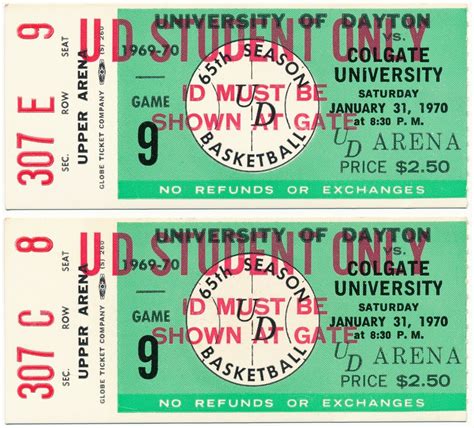 307 E 9
SEC. ROW SEAT
UPPER ARENA
GLOBE TICKET COMPANY (S) 260
UNIVERSITY OF DAYTON
UD STUDENT ONLY
1969-70
vs.
COLGATE
UNIVERSITY
SATURDAY
JANUARY 31, 1970
at 8:30 P. M.
UD ARENA
PRICE $2.50
65th SEASON
UD
BASKETBALL
ID MUST BE
SHOWN AT GATE
GAME
9
NO REFUNDS OR EXCHANGES
307 C 8
SEC. ROW SEAT
UPPER ARENA
GLOBE TICKET COMPANY (S) 260
UNIVERSITY OF DAYTON
UD STUDENT ONLY
1969-70
vs.
COLGATE
UNIVERSITY
SATURDAY
JANUARY 31, 1970
at 8:30 P. M.
UD ARENA
PRICE $2.50
65th SEASON
UD
BASKETBALL
ID MUST BE
SHOWN AT GATE
GAME
9
NO REFUNDS OR EXCHANGES